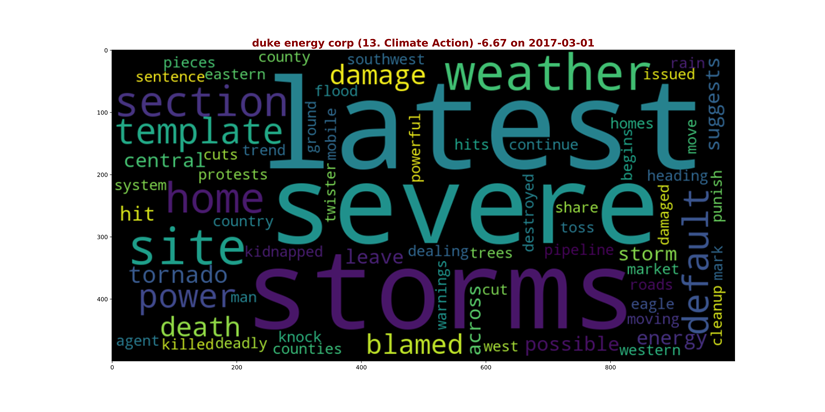 duke energy corp (13. Climate Action) -6.67 on 2017-03-01
0
100
200
300
400
0
200
400
600
800
pieces
county
southwest
rain
sentence
eastern
damage
weather
issued
section
latest
flood
suggests
template
ground
mobile
powerful
hits
continue
homes
begins
move
central
cuts
trend
protests
twister
heading
system
home
severe
destroyed
share
damaged
punish
hit
country
toss
default
site
kidnapped
leave
dealing
trees
pipeline
storm
mark
tornado
storms
warnings
market
roads
power
man
cut
across
eagle
cleanup
death
moving
agent
killed
deadly
knock
counties
blamed
west
possible
energy
western